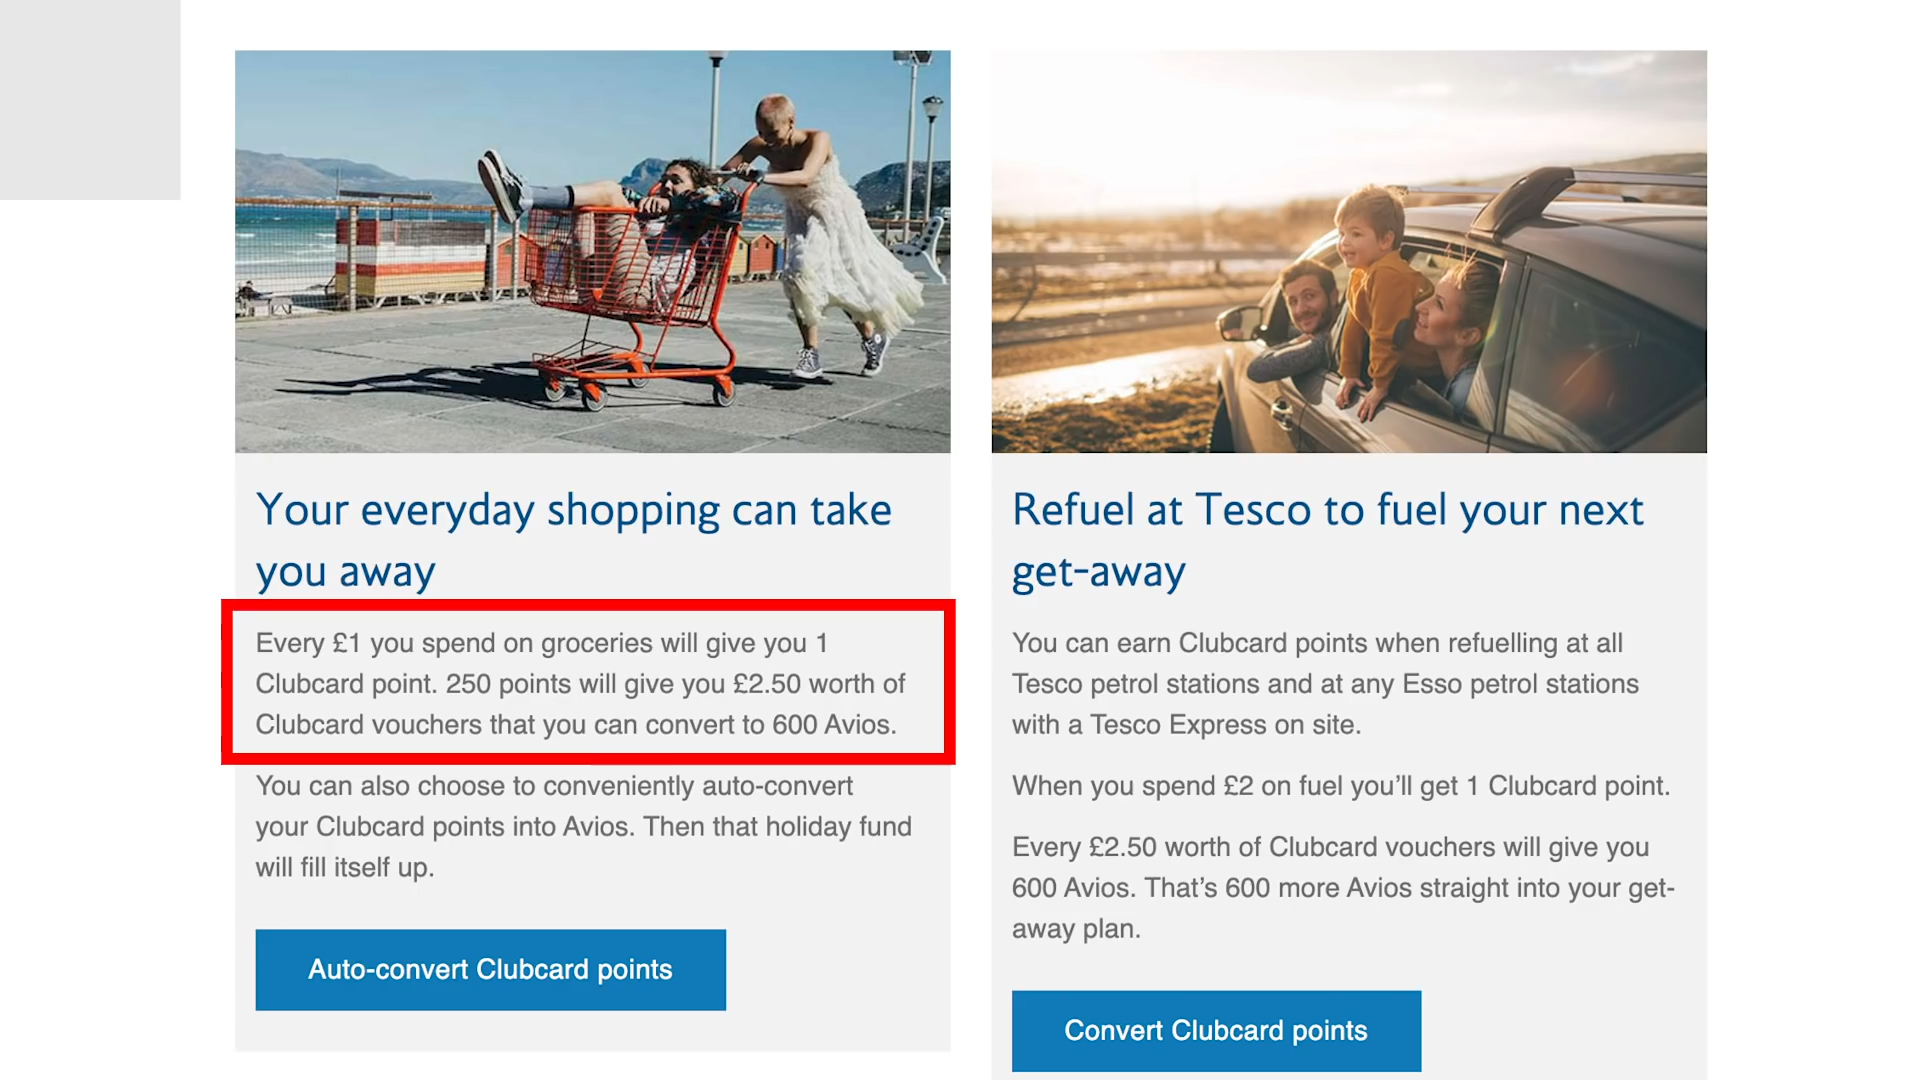 Your everyday shopping can take
you away
Every £1 you spend on groceries will give you 1
Clubcard point. 250 points will give you £2.50 worth of
Clubcard vouchers that you can convert to 600 Avios.
You can also choose to conveniently auto-convert
your Clubcard points into Avios. Then that holiday fund
will fill itself up.
Auto-convert Clubcard points
Refuel at Tesco to fuel your next
get-away
You can earn Clubcard points when refuelling at all
Tesco petrol stations and at any Esso petrol stations
with a Tesco Express on site.
When you spend £2 on fuel you’ll get 1 Clubcard point.
Every £2.50 worth of Clubcard vouchers will give you
600 Avios. That’s 600 more Avios straight into your get-
away plan.
Convert Clubcard points